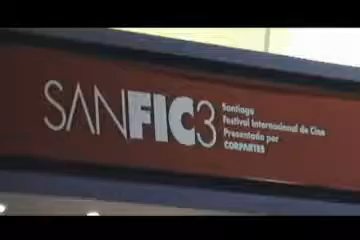 SANFIC3
Santiago
Festival Internacional de Cine
Presentado por
CORPARTES